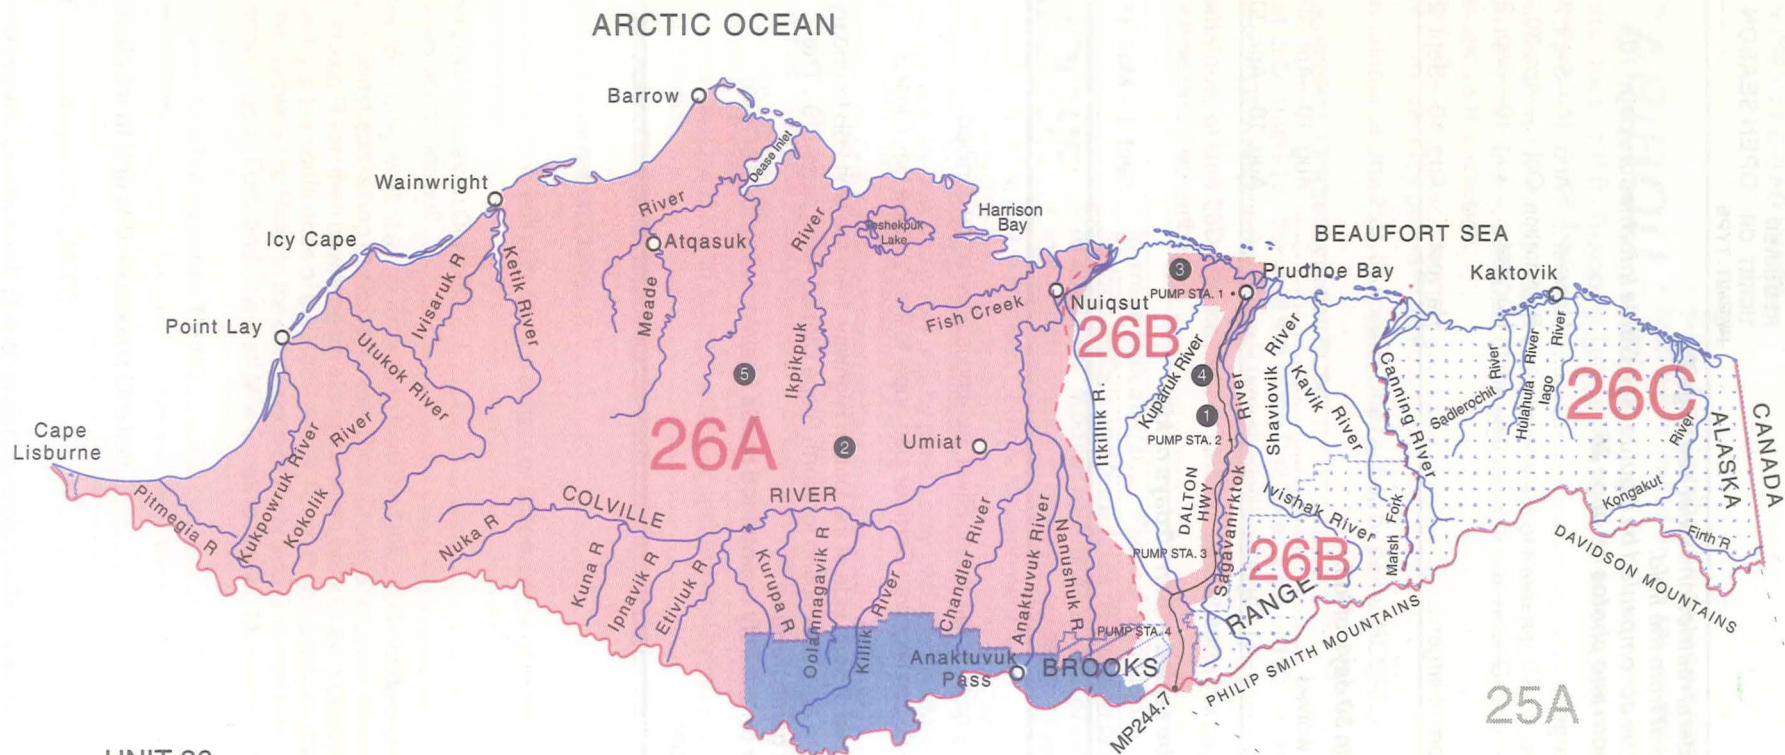 ARCTIC OCEAN
Barrow
Dease Inlet
Wainwright
River
River
Teshekpuk
Lake
Harrison
Bay
Icy Cape
Atqasuk
BEAUFORT SEA
Ivisaruk R
Ketik River
3
Prudhoe Bay
Kaktovik
PUMP STA. 1
Nuiqsut
Fish Creek
Meade
Point Lay
Utukok River
26B
Kuparuk River
Shaviovik River
Kavik
River
Canning River
Sadlerochit
River
Hulahula
River
Iago
River
26C
River
ALASKA
CANADA
5
Ikpikpuk
4
1
Itkillik R.
River
PUMP STA. 2
Cape
Lisburne
26A
2
Umiat
Kukpowruk River
River
Kokolik
Pitmegia R
COLVILLE
RIVER
Nuka R
DALTON
HWY
Sagavanirktok
Ivishak River
Marsh Fork
Kongakut
Firth R
DAVIDSON MOUNTAINS
PUMP STA. 3
26B
Kuna R
Ipnavik R
Etivluk R
Kurupa R
Oolamnagavik R
Killik
River
Chandler River
Anaktuvuk River
Nanushuk R
PUMP STA. 4
RANGE
BROOKS
Anaktuvuk
Pass
PHILIP SMITH MOUNTAINS
MP244.7
25A